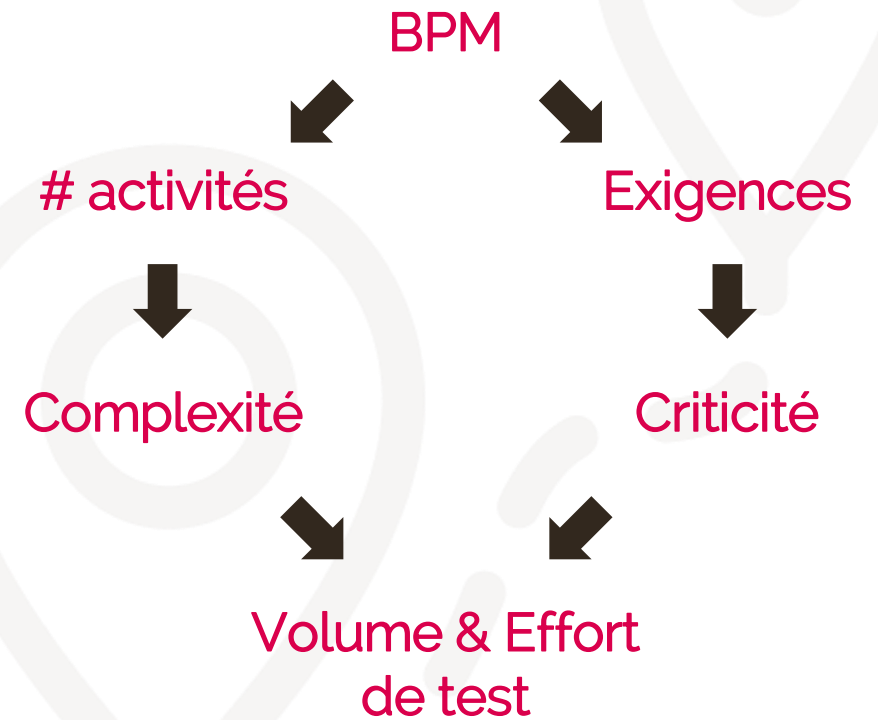 BPM
# activités
Exigences
Complexité
Criticité
Volume & Effort
de test